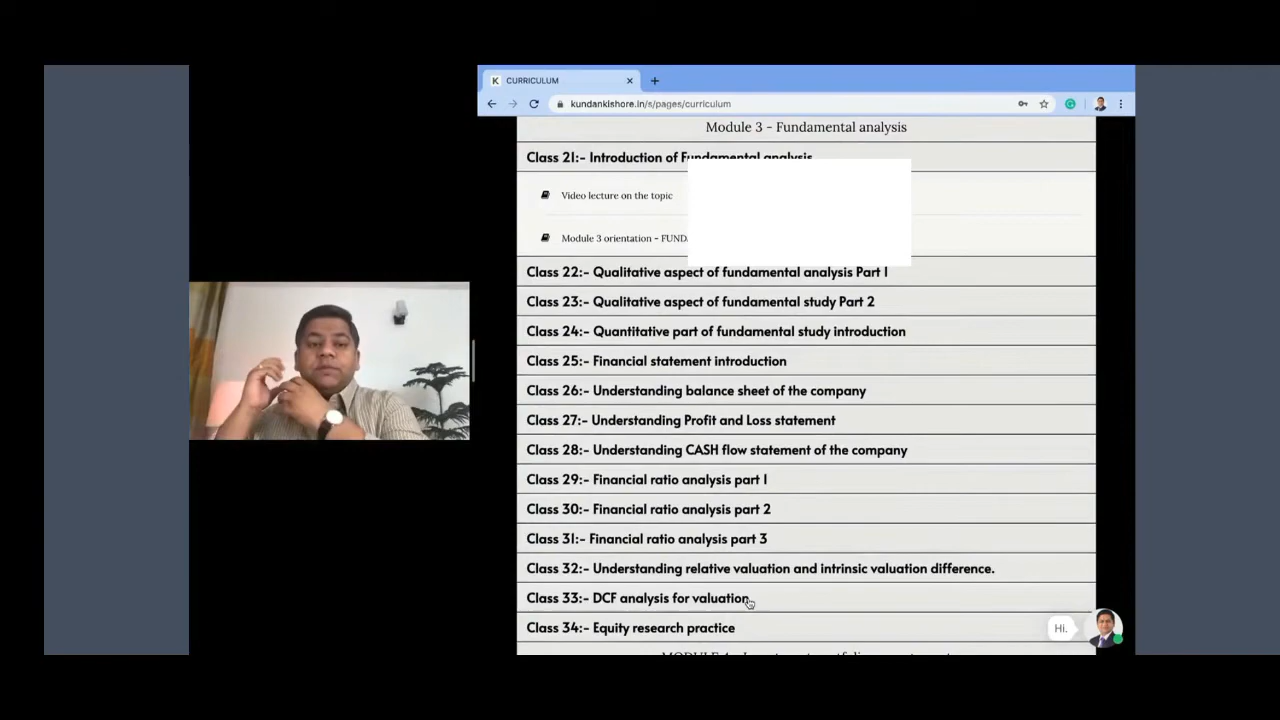 CURRICULUM
kundankishore.in/s/pages/curriculum
Module 3 - Fundamental analysis
Class 21:- Introduction of Fundamental analysis
Video lecture on the topic
Module 3 orientation - FUND
Class 22:- Qualitative aspect of fundamental analysis Part 1
Class 23:- Qualitative aspect of fundamental study Part 2
Class 24:- Quantitative part of fundamental study introduction
Class 25:- Financial statement introduction
Class 26:- Understanding balance sheet of the company
Class 27:- Understanding Profit and Loss statement
Class 28:- Understanding CASH flow statement of the company
Class 29:- Financial ratio analysis part 1
Class 30:- Financial ratio analysis part 2
Class 31:- Financial ratio analysis part 3
Class 32:- Understanding relative valuation and intrinsic valuation difference.
Class 33:- DCF analysis for valuation
Class 34:- Equity research practice
Hi.